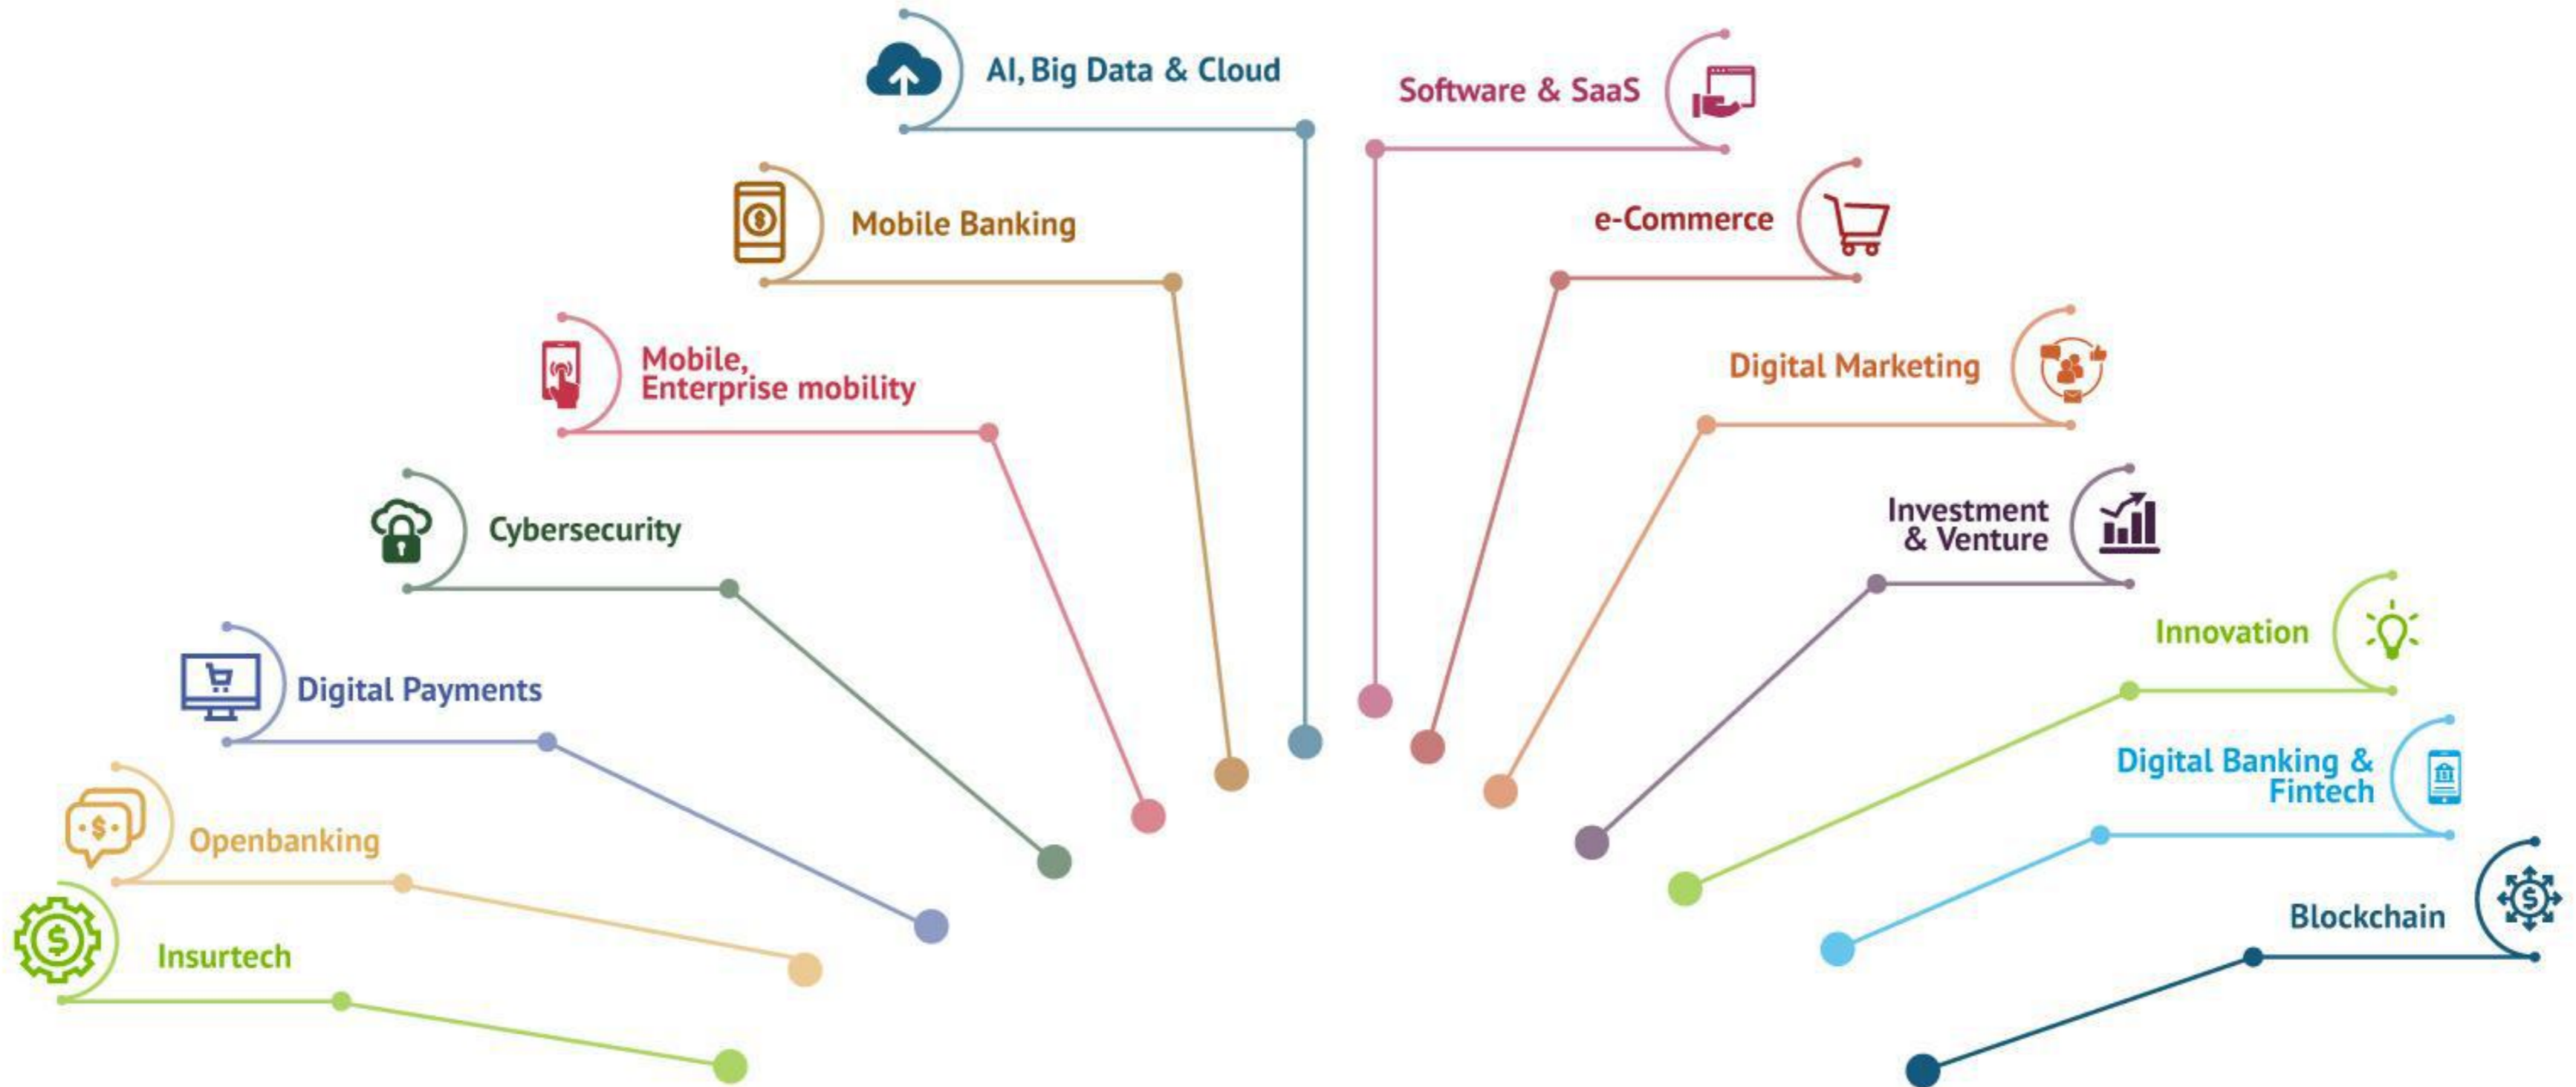 AI, Big Data & Cloud
Software & SaaS
Mobile Banking
e-Commerce
Mobile,
Enterprise mobility
Digital Marketing
Cybersecurity
Investment
& Venture
Innovation
Digital Payments
Digital Banking &
Fintech
Openbanking
Blockchain
Insurtech